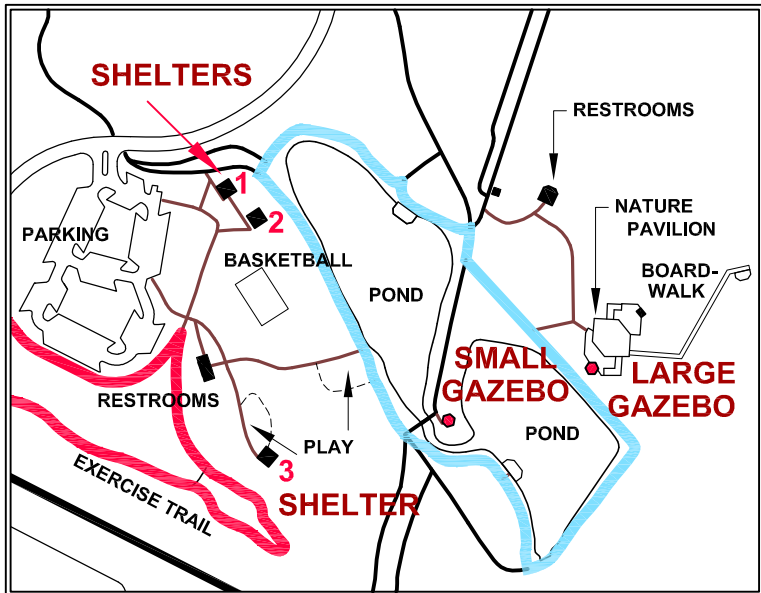 SHELTERS
RESTROOMS
1
2
NATURE
PAVILION
PARKING
BASKETBALL
BOARD-
WALK
POND
SMALL
GAZEBO
LARGE
GAZEBO
RESTROOMS
PLAY
POND
3
EXERCISE TRAIL
SHELTER